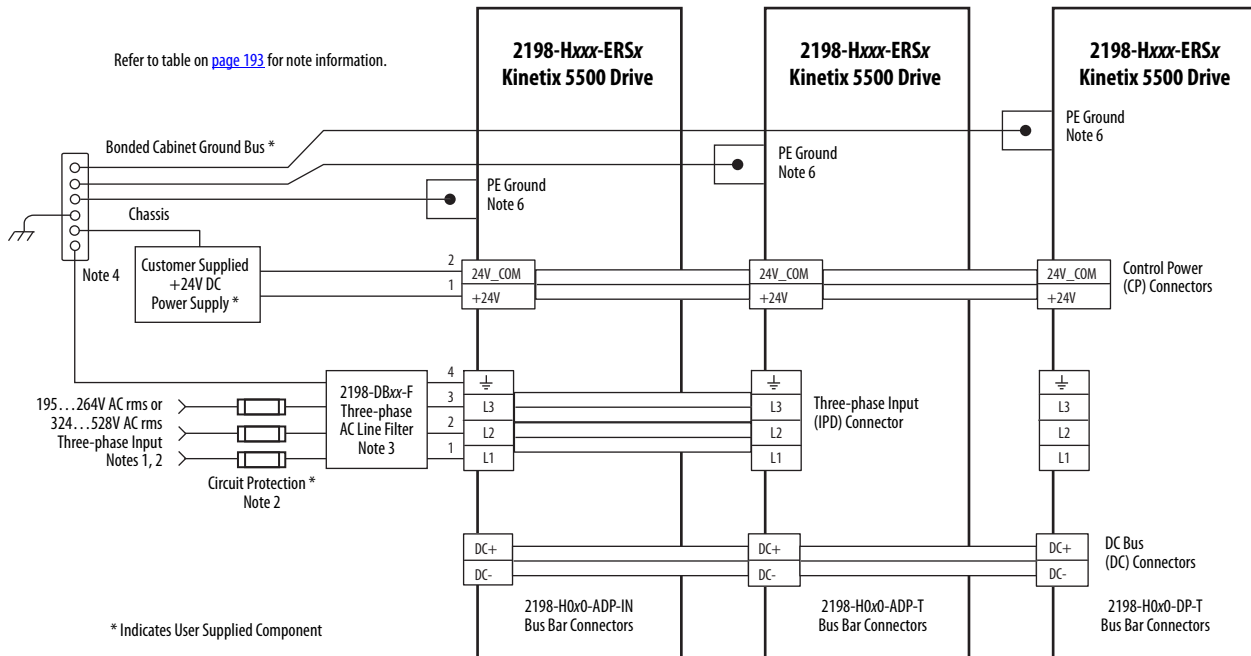 Refer to table on page 193 for note information.
2198-Hxxx-ERSx
Kinetix 5500 Drive
2198-Hxxx-ERSx
Kinetix 5500 Drive
2198-Hxxx-ERSx
Kinetix 5500 Drive
Bonded Cabinet Ground Bus *
PE Ground
Note 6
PE Ground
Note 6
PE Ground
Note 6
Chassis
Note 4
Customer Supplied
+24V DC
Power Supply *
2
1
24V_COM
+24V
24V_COM
+24V
24V_COM
+24V
Control Power
(CP) Connectors
195…264V AC rms or
324…528V AC rms
Three-phase Input
Notes 1, 2
Circuit Protection *
Note 2
2198-DBxx-F
Three-phase
AC Line Filter
Note 3
4
3
2
1
L3
L2
L1
L3
L2
L1
Three-phase Input
(IPD) Connector
L3
L2
L1
DC+
DC-
DC+
DC-
DC+
DC-
DC Bus
(DC) Connectors
2198-H0x0-ADP-IN
Bus Bar Connectors
2198-H0x0-ADP-T
Bus Bar Connectors
2198-H0x0-DP-T
Bus Bar Connectors
* Indicates User Supplied Component